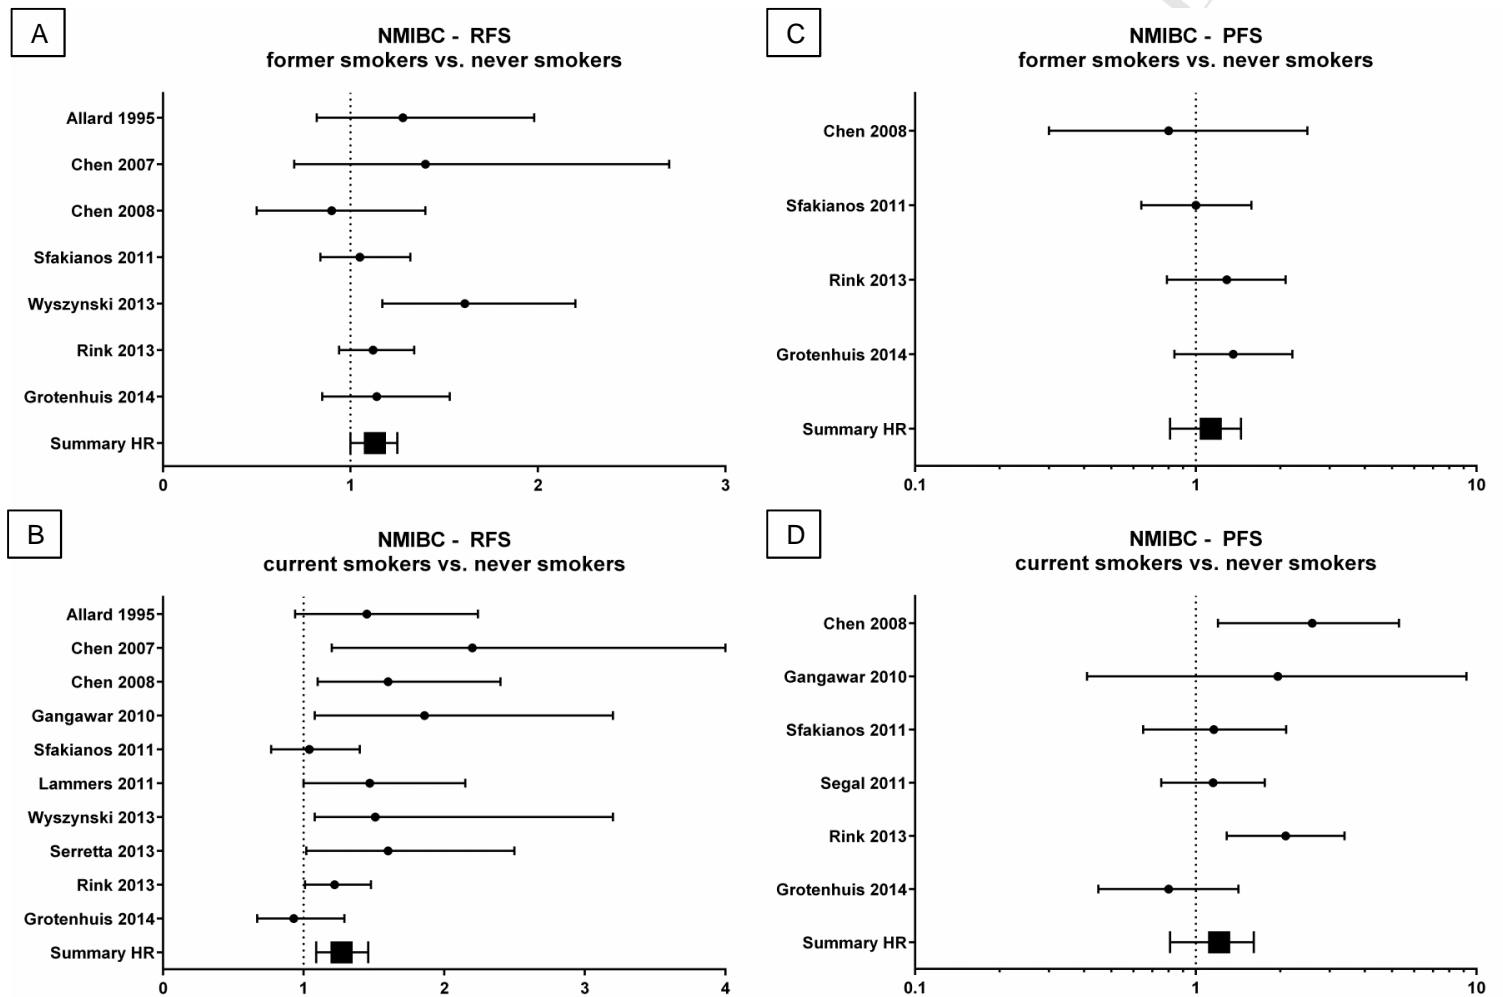 A
NMIBC - RFS
former smokers vs. never smokers
Allard 1995
Chen 2007
Chen 2008
Sfakianos 2011
Wyszynski 2013
Rink 2013
Grotenhuis 2014
Summary HR
0 1 2 3
B
NMIBC - RFS
current smokers vs. never smokers
Allard 1995
Chen 2007
Chen 2008
Gangawar 2010
Sfakianos 2011
Lammers 2011
Wyszynski 2013
Serretta 2013
Rink 2013
Grotenhuis 2014
Summary HR
0 1 2 3 4
C
NMIBC - PFS
former smokers vs. never smokers
Chen 2008
Sfakianos 2011
Rink 2013
Grotenhuis 2014
Summary HR
0.1 1 10
D
NMIBC - PFS
current smokers vs. never smokers
Chen 2008
Gangawar 2010
Sfakianos 2011
Segal 2011
Rink 2013
Grotenhuis 2014
Summary HR
0.1 1 10